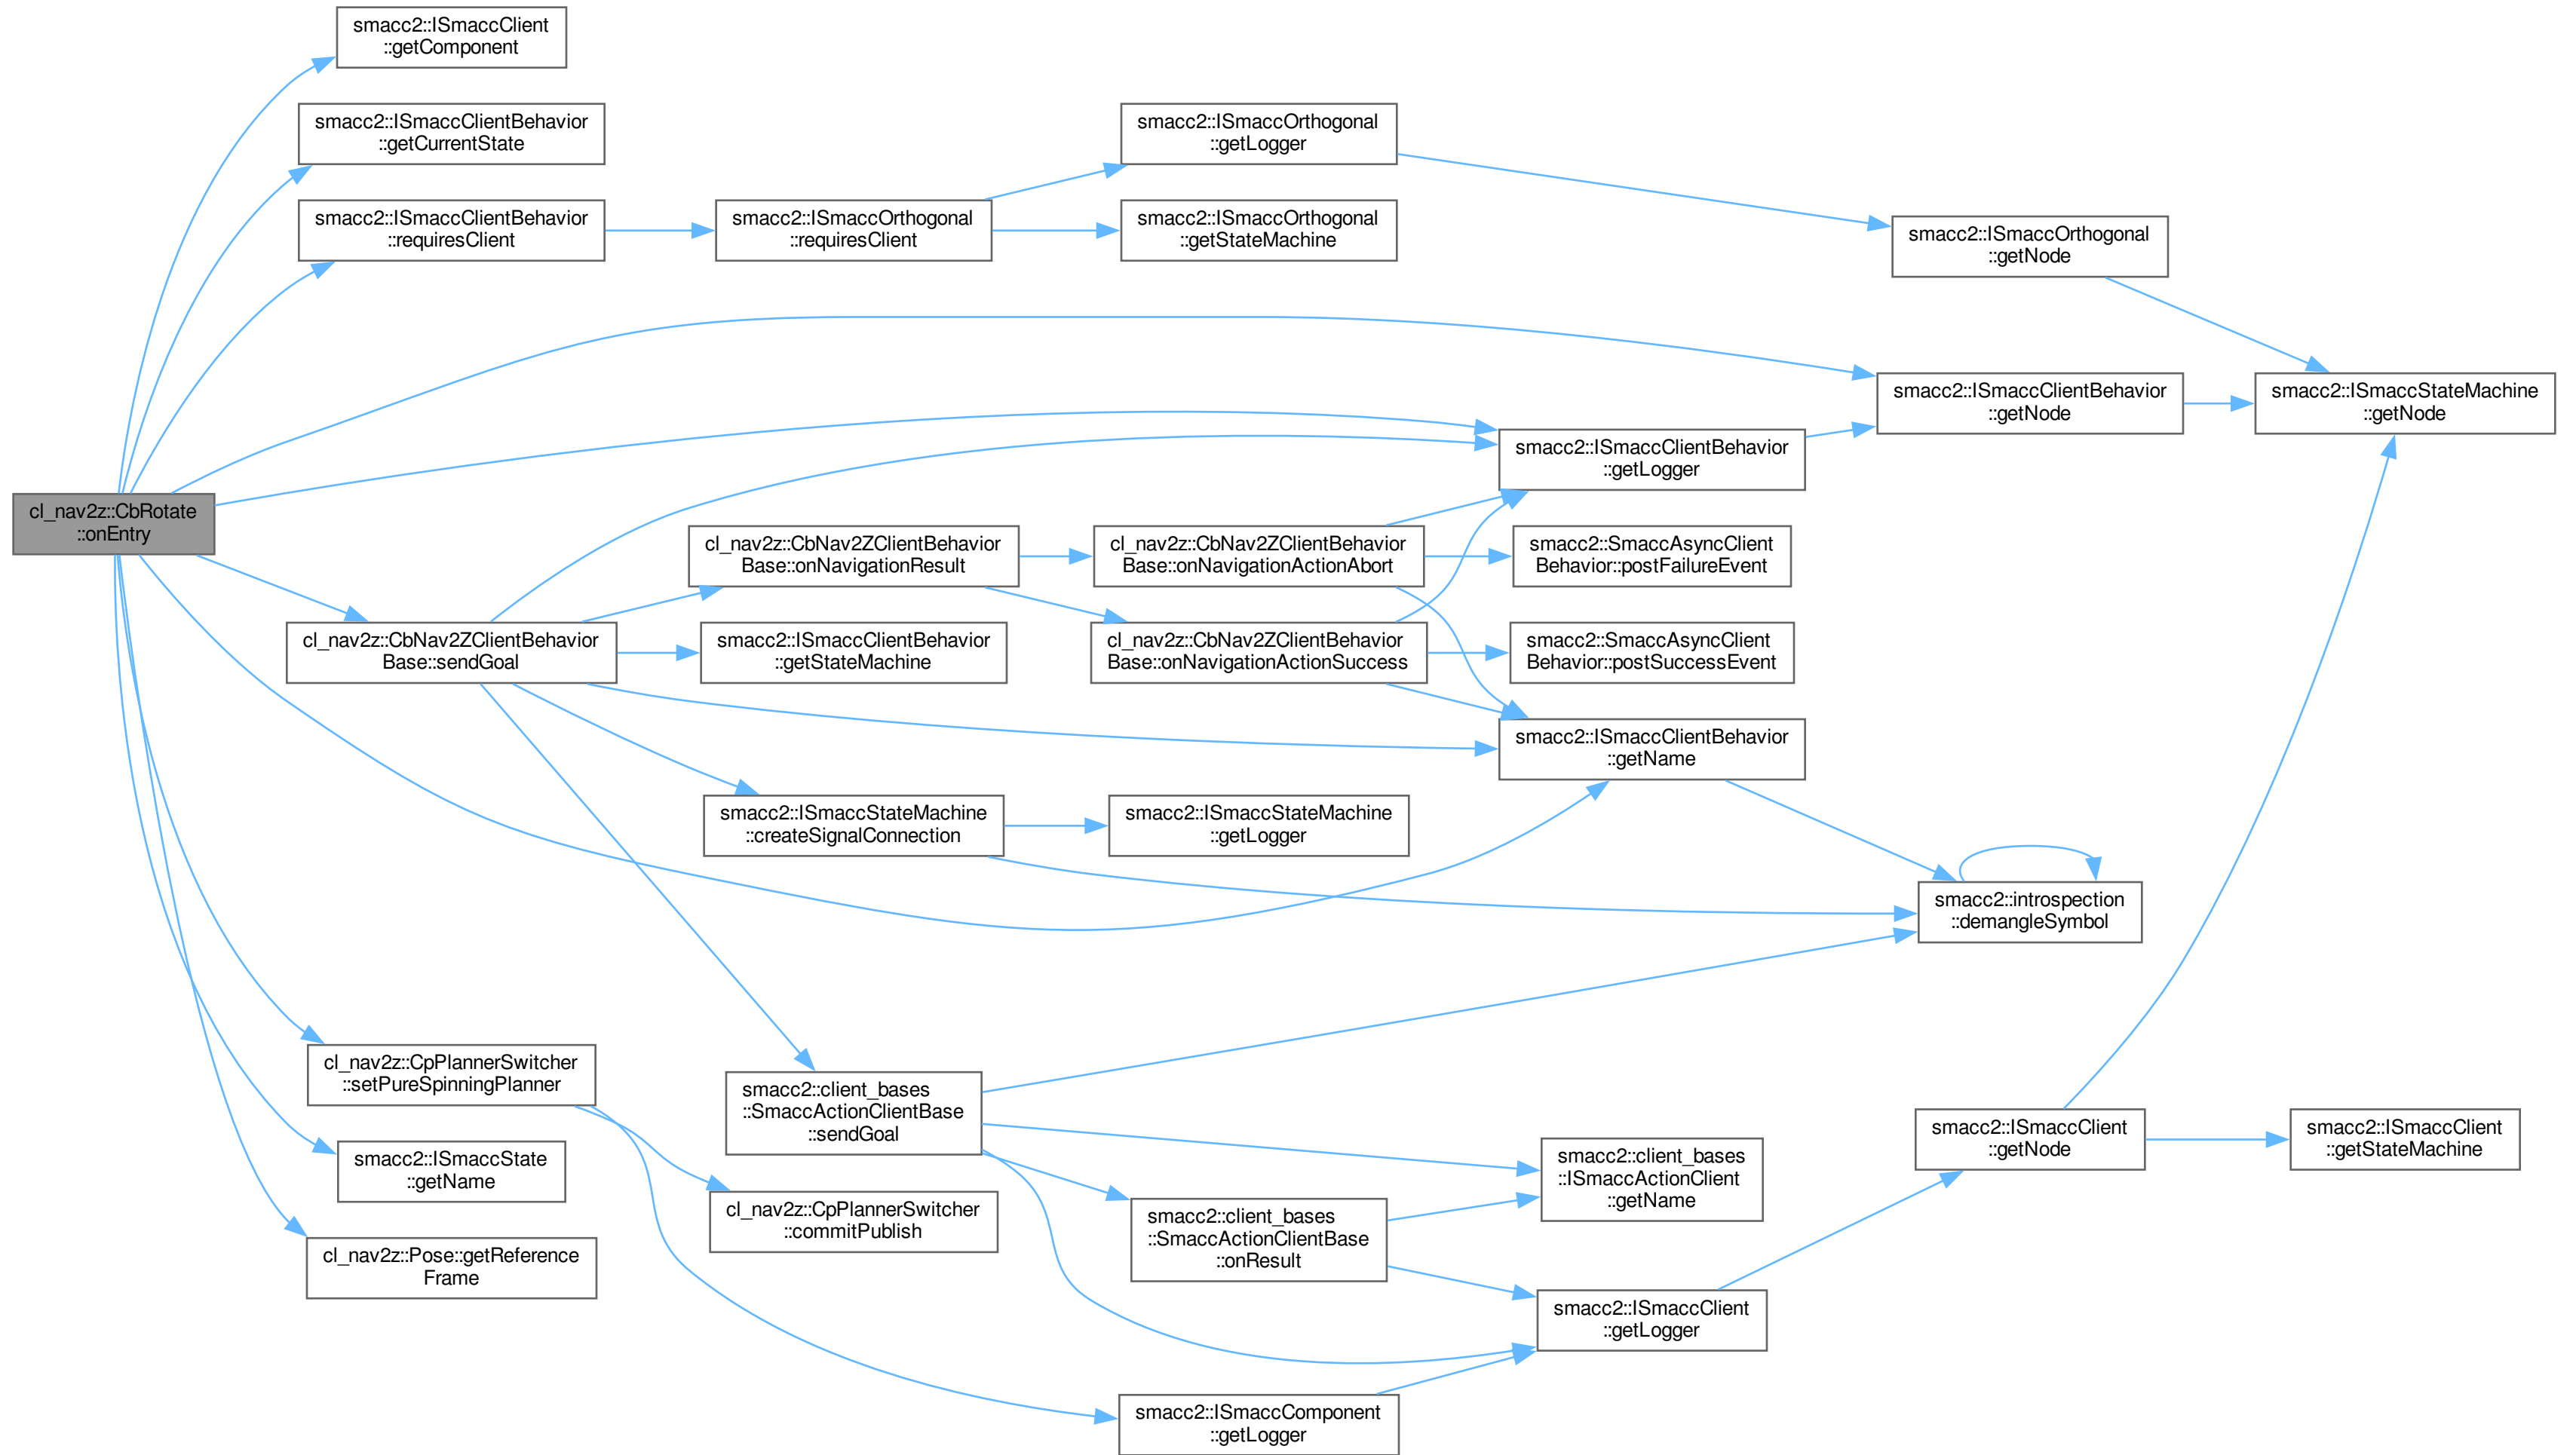 smacc2::ISmaccClient
::getComponent
smacc2::ISmaccClientBehavior
::getCurrentState
smacc2::ISmaccOrthogonal
::getLogger
smacc2::ISmaccClientBehavior
::requiresClient
smacc2::ISmaccOrthogonal
::requiresClient
smacc2::ISmaccOrthogonal
::getStateMachine
smacc2::ISmaccOrthogonal
::getNode
smacc2::ISmaccClientBehavior
::getNode
smacc2::ISmaccStateMachine
::getNode
smacc2::ISmaccClientBehavior
::getLogger
cl_nav2z::CbRotate
::onEntry
cl_nav2z::CbNav2ZClientBehavior
Base::onNavigationResult
cl_nav2z::CbNav2ZClientBehavior
Base::onNavigationActionAbort
smacc2::SmaccAsyncClient
Behavior::postFailureEvent
cl_nav2z::CbNav2ZClientBehavior
Base::sendGoal
smacc2::ISmaccClientBehavior
::getStateMachine
cl_nav2z::CbNav2ZClientBehavior
Base::onNavigationActionSuccess
smacc2::SmaccAsyncClient
Behavior::postSuccessEvent
smacc2::ISmaccClientBehavior
::getName
smacc2::ISmaccStateMachine
::createSignalConnection
smacc2::ISmaccStateMachine
::getLogger
smacc2::introspection
::demangleSymbol
cl_nav2z::CpPlannerSwitcher
::setPureSpinningPlanner
smacc2::client_bases
::SmaccActionClientBase
::sendGoal
smacc2::ISmaccClient
::getNode
smacc2::ISmaccClient
::getStateMachine
smacc2::ISmaccState
::getName
smacc2::client_bases
::ISmaccActionClient
::getName
cl_nav2z::CpPlannerSwitcher
::commitPublish
smacc2::client_bases
::SmaccActionClientBase
::onResult
cl_nav2z::Pose::getReference
Frame
smacc2::ISmaccClient
::getLogger
smacc2::ISmaccComponent
::getLogger